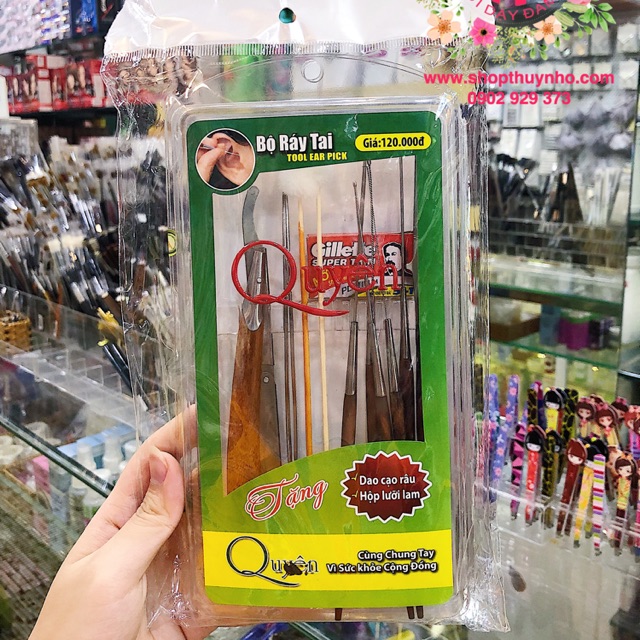 www.shopthuynho.com
0902 929 373
Bộ Ráy Tai
TOOL EAR PICK
Giá:120.000đ
Gillette
SUPER
Quyên
Tặng
Dao cạo râu
Hộp lưỡi lam
Quyên
Cùng Chung Tay
Vì Sức khỏe Cộng Đồng